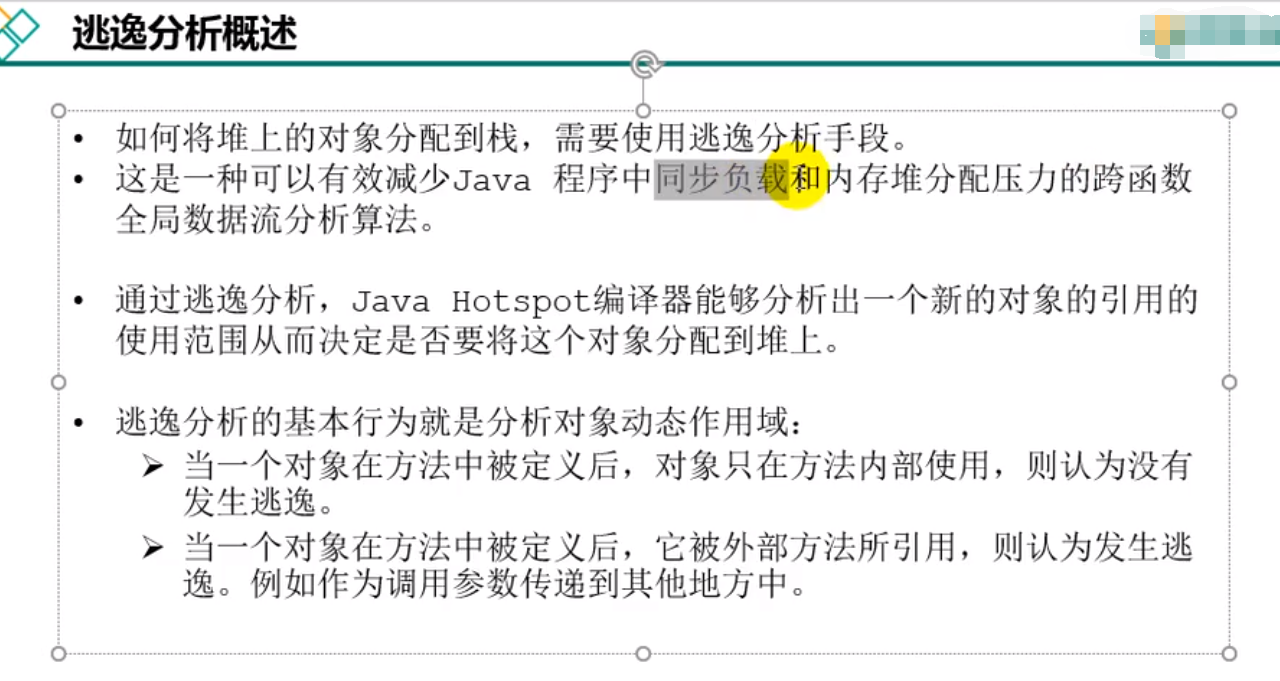 逃逸分析概述
• 如何将堆上的对象分配到栈，需要使用逃逸分析手段。
• 这是一种可以有效减少Java 程序中同步负载和内存堆分配压力的跨函数
全局数据流分析算法。
• 通过逃逸分析，Java Hotspot编译器能够分析出一个新的对象的引用的
使用范围从而决定是否要将这个对象分配到堆上。
• 逃逸分析的基本行为就是分析对象动态作用域：
➢ 当一个对象在方法中被定义后，对象只在方法内部使用，则认为没有
发生逃逸。
➢ 当一个对象在方法中被定义后，它被外部方法所引用，则认为发生逃
逸。例如作为调用参数传递到其他地方中。